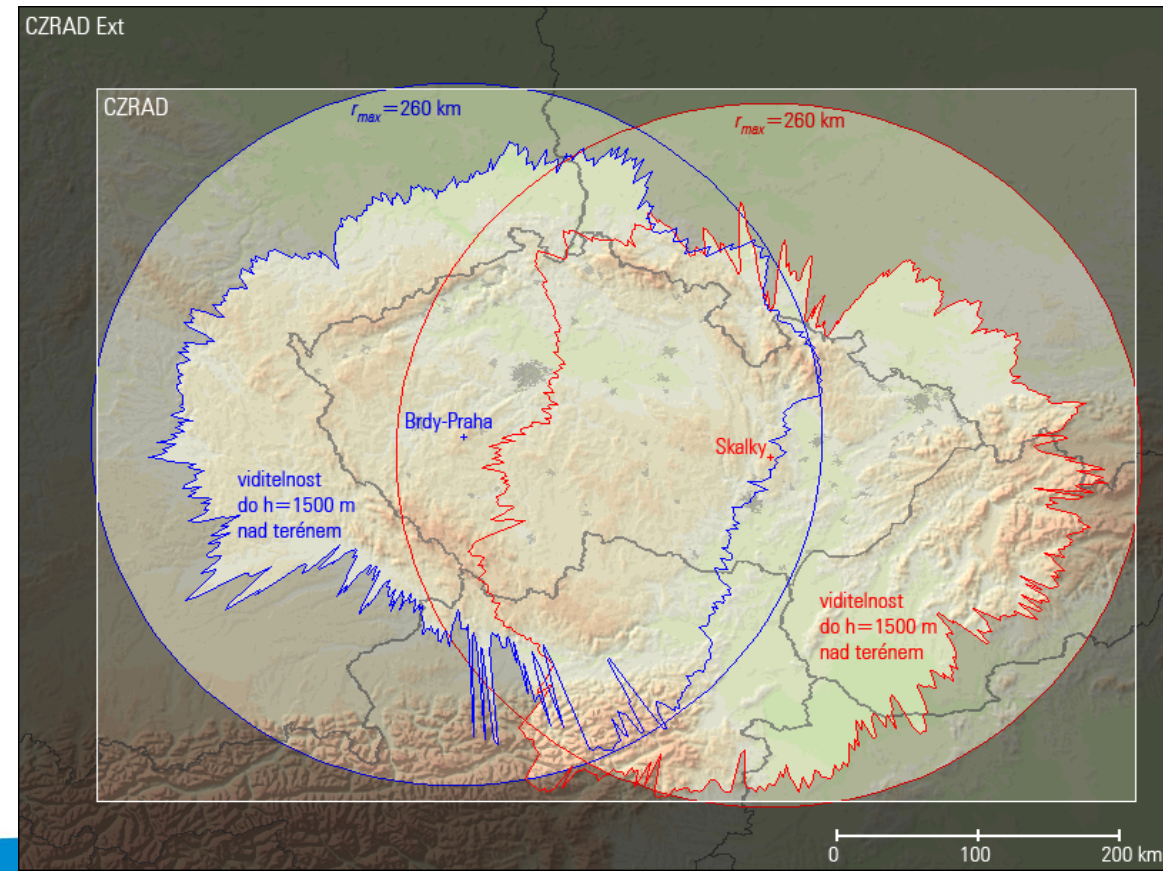 CZRAD Ext
CZRAD
rmax=260 km
rmax=260 km
Brdy-Praha
Skalky
viditelnost
do h=1500 m
nad terénem
viditelnost
do h=1500 m
nad terénem
0 100 200 km